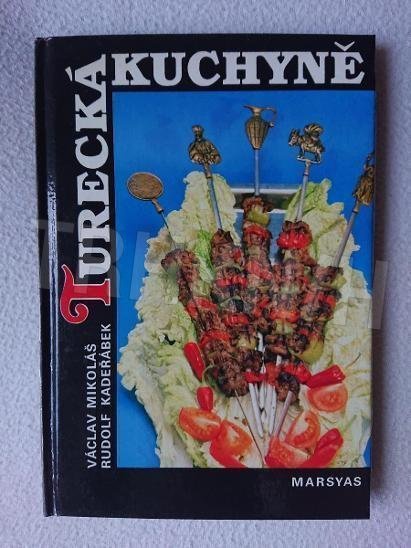 TURECKÁ KUCHYNĚ
VÁCLAV MIKOLÁŠ
RUDOLF KADEŘÁBEK
MARSYAS